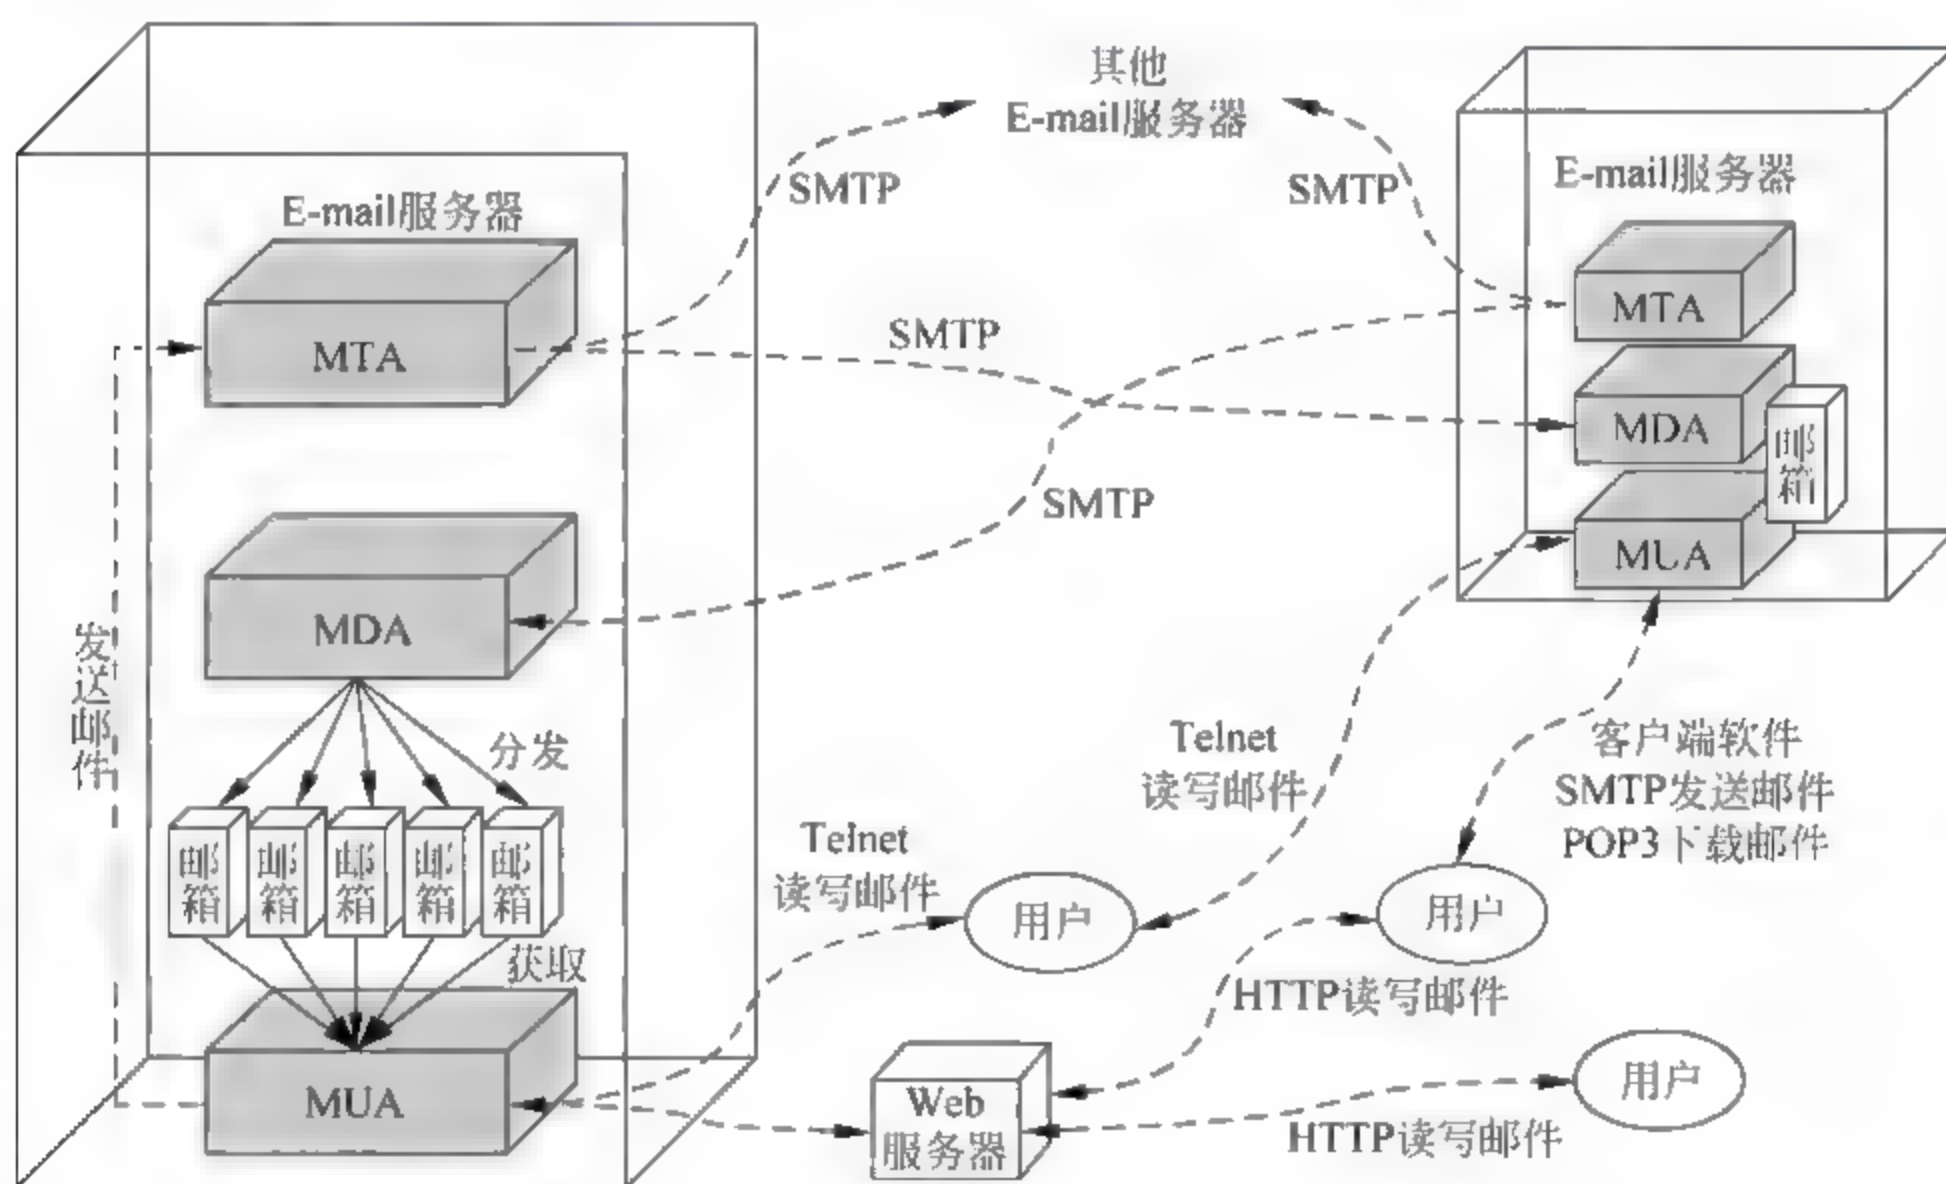 其他
E-mail服务器
SMTP
SMTP
E-mail服务器
MTA
发送邮件
MDA
分发
邮箱
邮箱
邮箱
邮箱
邮箱
获取
MUA
SMTP
SMTP
E-mail服务器
MTA
MDA
邮箱
MUA
Telnet
读写邮件
Telnet
读写邮件
客户端软件
SMTP发送邮件
POP3下载邮件
用户
用户
HTTP读写邮件
Web
服务器
HTTP读写邮件
用户